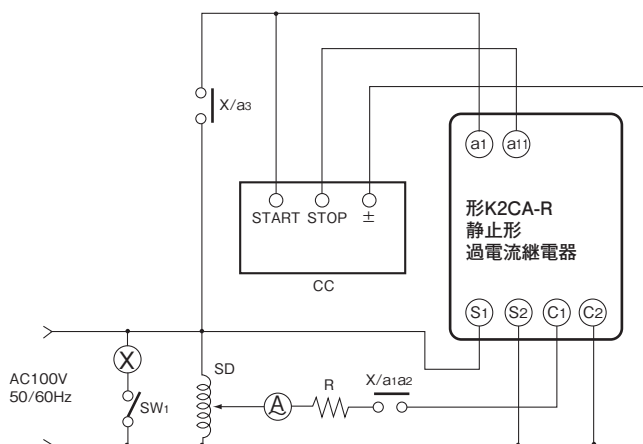 X/a3
a1
a11
START
STOP
±
CC
形K2CA-R
静止形
過電流継電器
S1
S2
C1
C2
AC100V
50/60Hz
X
SW1
SD
A
R
X/a1a2